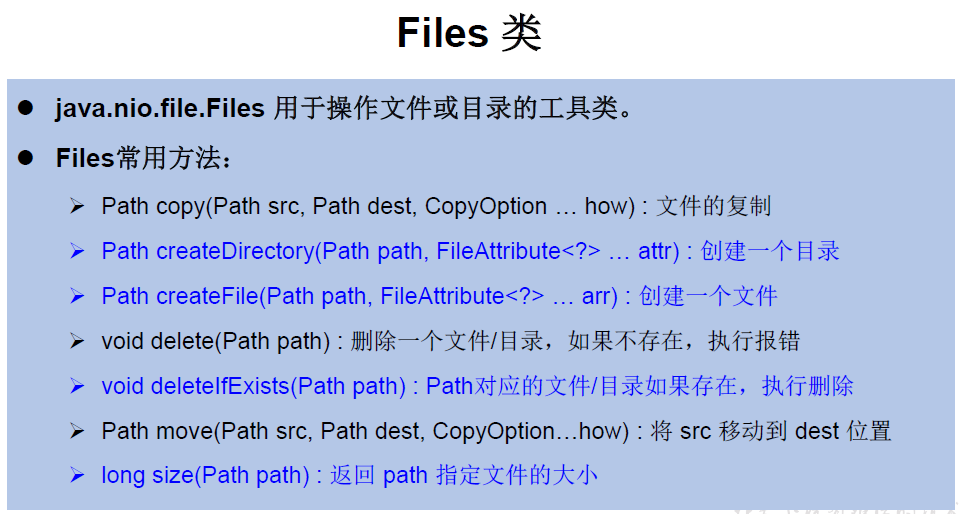 Files 类
● java.nio.file.Files 用于操作文件或目录的工具类。
● Files常用方法：
➢ Path copy(Path src, Path dest, CopyOption … how) : 文件的复制
➢ Path createDirectory(Path path, FileAttribute<?> … attr) : 创建一个目录
➢ Path createFile(Path path, FileAttribute<?> … arr) : 创建一个文件
➢ void delete(Path path) : 删除一个文件/目录，如果不存在，执行报错
➢ void deleteIfExists(Path path) : Path对应的文件/目录如果存在，执行删除
➢ Path move(Path src, Path dest, CopyOption…how) : 将 src 移动到 dest 位置
➢ long size(Path path) : 返回 path 指定文件的大小